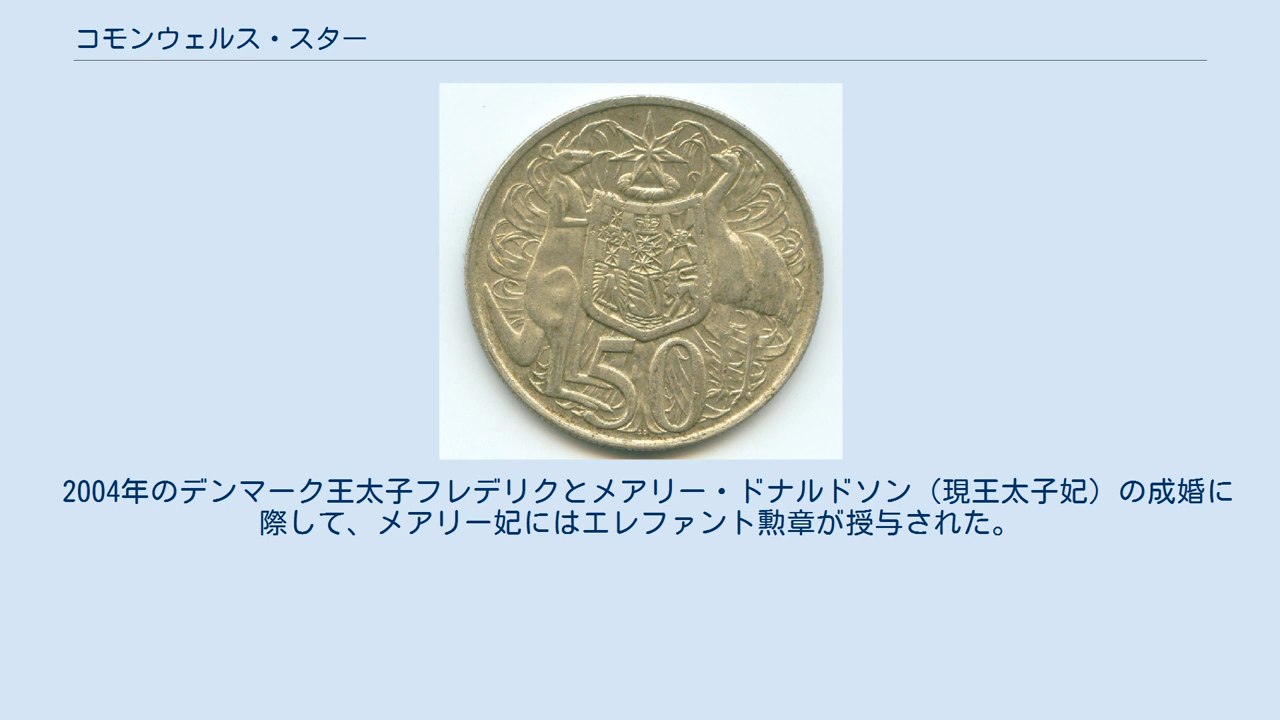 コモンウェルス・スター
50
2004年のデンマーク王太子フレデリクとメアリー・ドナルドソン（現王太子妃）の成婚に
際して、メアリー妃にはエレファント勲章が授与された。